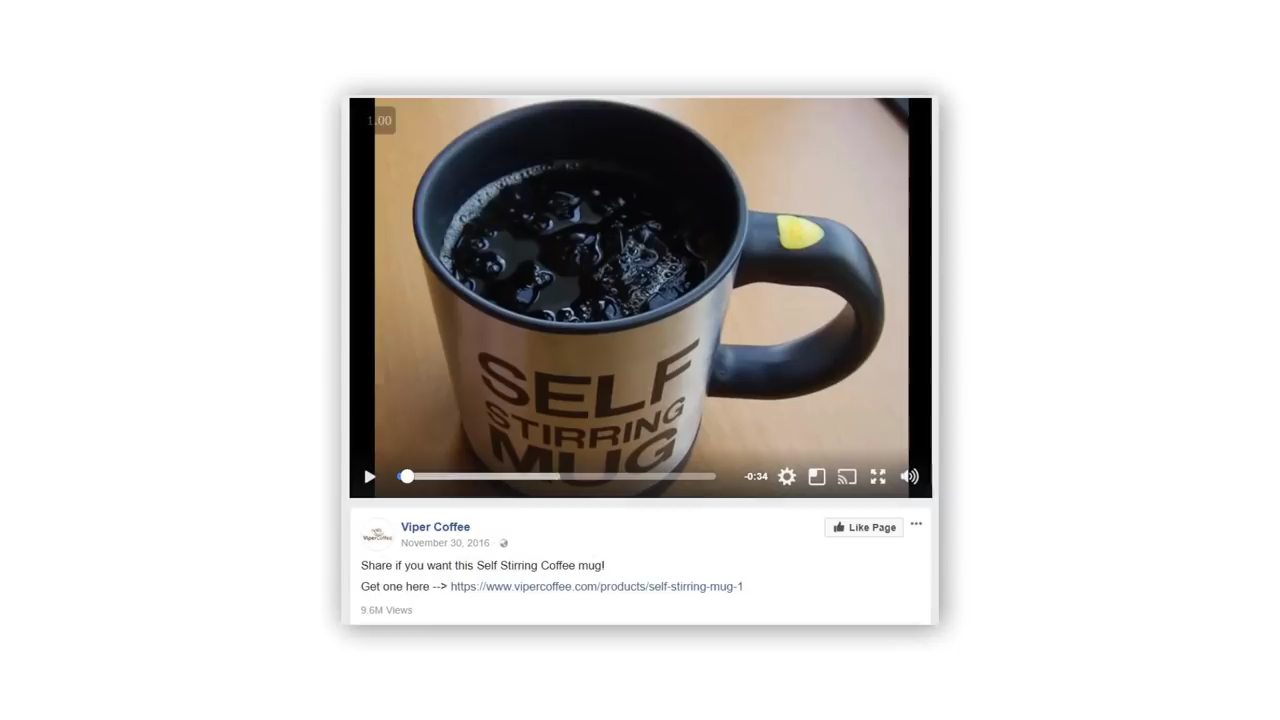 1.00
SELF
STIRRING
MUG
-0:34
ViperCoffee
Viper Coffee
Like Page
November 30, 2016 ·
Share if you want this Self Stirring Coffee mug!
Get one here --> https://www.vipercoffee.com/products/self-stirring-mug-1
9.6M Views